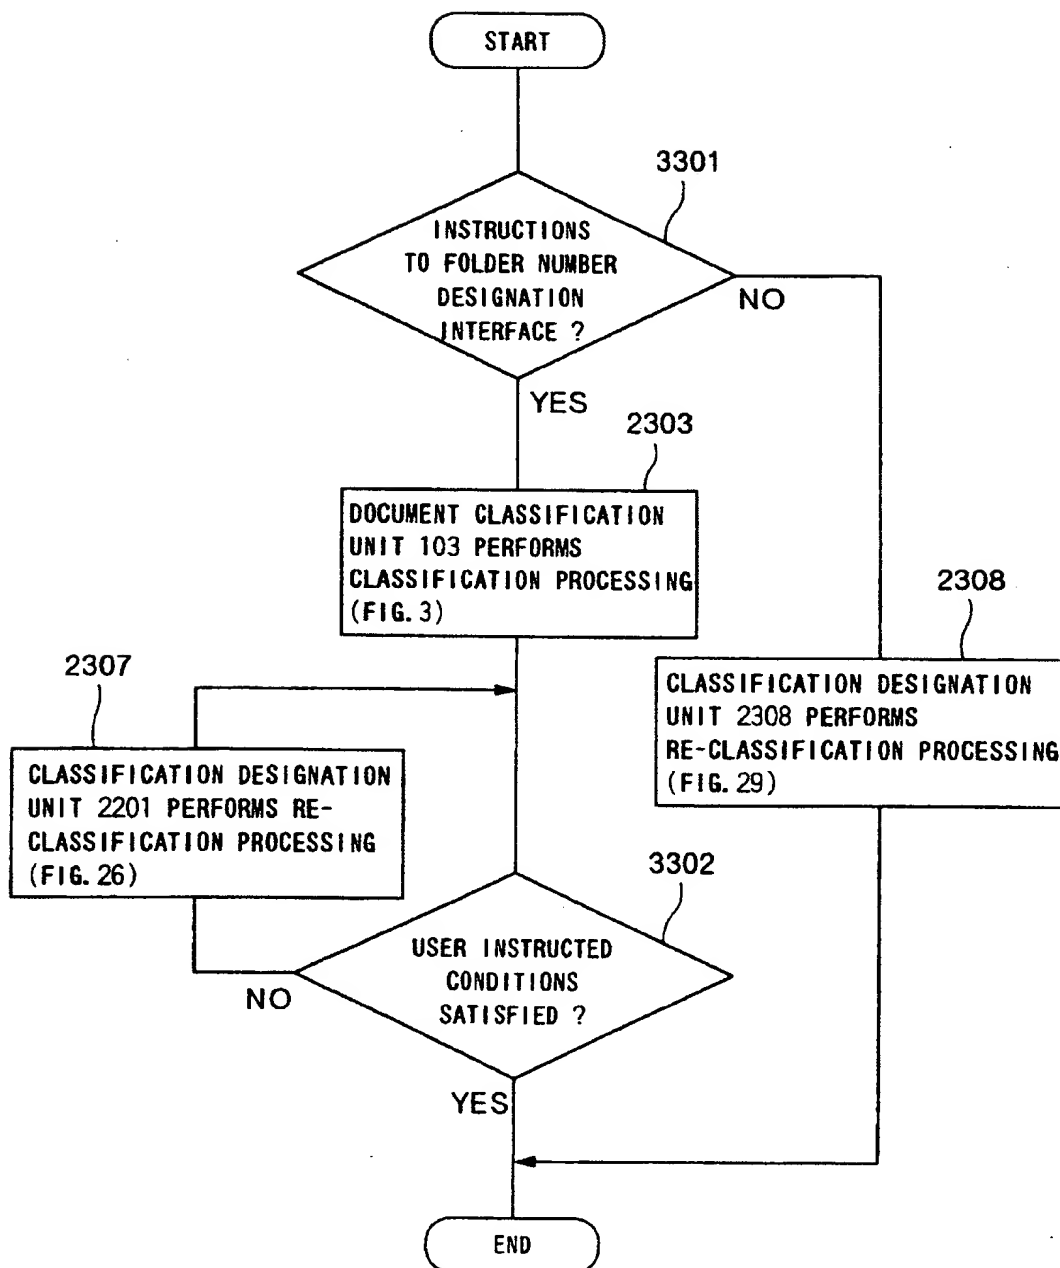 START
3301
INSTRUCTIONS
TO FOLDER NUMBER
DESIGNATION
INTERFACE ?
NO
YES
2303
DOCUMENT CLASSIFICATION
UNIT 103 PERFORMS
CLASSIFICATION PROCESSING
(FIG. 3)
2308
CLASSIFICATION DESIGNATION
UNIT 2308 PERFORMS
RE-CLASSIFICATION PROCESSING
(FIG. 29)
2307
CLASSIFICATION DESIGNATION
UNIT 2201 PERFORMS RE-
CLASSIFICATION PROCESSING
(FIG. 26)
3302
USER INSTRUCTED
CONDITIONS
SATISFIED ?
NO
YES
END